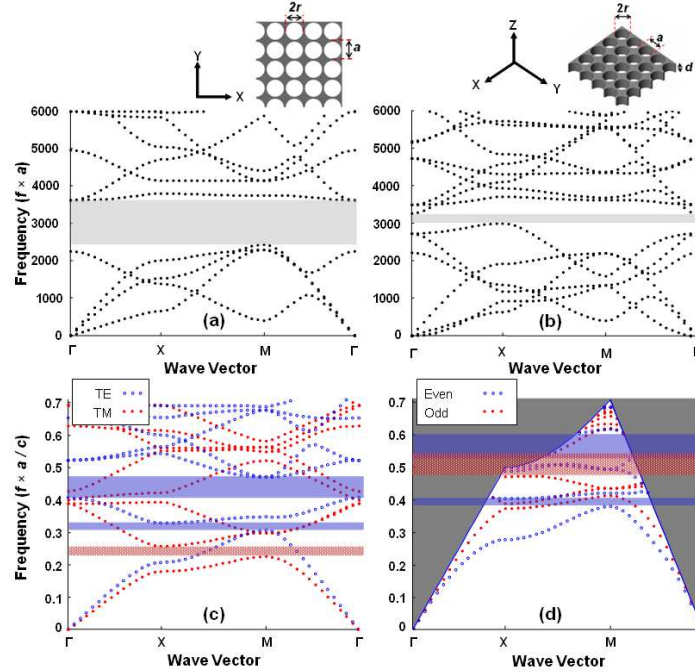 2r
a
Y
X
Z
X
Y
2r
a
d
Frequency (f × a)
6000
5000
4000
3000
2000
1000
0
(a)
Γ X M Γ
Wave Vector
6000
5000
4000
3000
2000
1000
0
(b)
Γ X M
Wave Vector
Frequency (f × a / c)
0.7
0.6
0.5
0.4
0.3
0.2
0.1
0
TE
TM
(c)
Γ X M Γ
Wave Vector
0.7
0.6
0.5
0.4
0.3
0.2
0.1
0
Even
Odd
(d)
Γ X M
Wave Vector